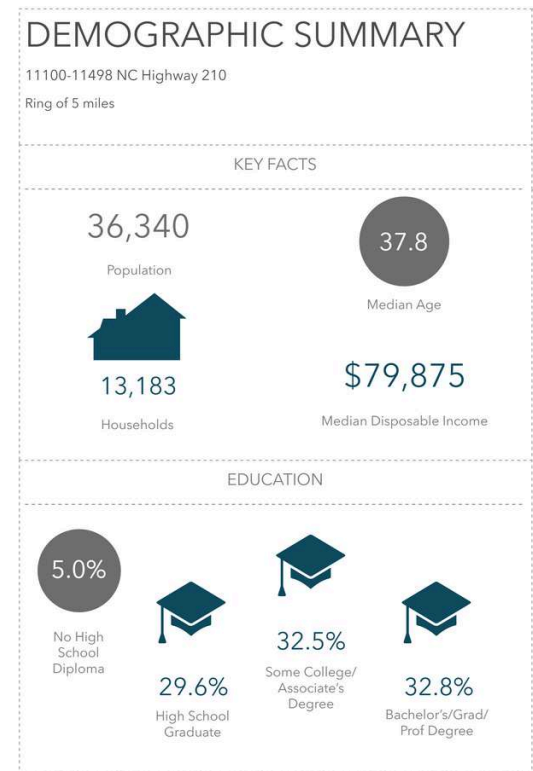 DEMOGRAPHIC SUMMARY
11100-11498 NC Highway 210
Ring of 5 miles
KEY FACTS
36,340
Population
37.8
Median Age
13,183
Households
$79,875
Median Disposable Income
EDUCATION
5.0%
No High
School
Diploma
29.6%
High School
Graduate
32.5%
Some College/
Associate's
Degree
32.8%
Bachelor's/Grad/
Prof Degree